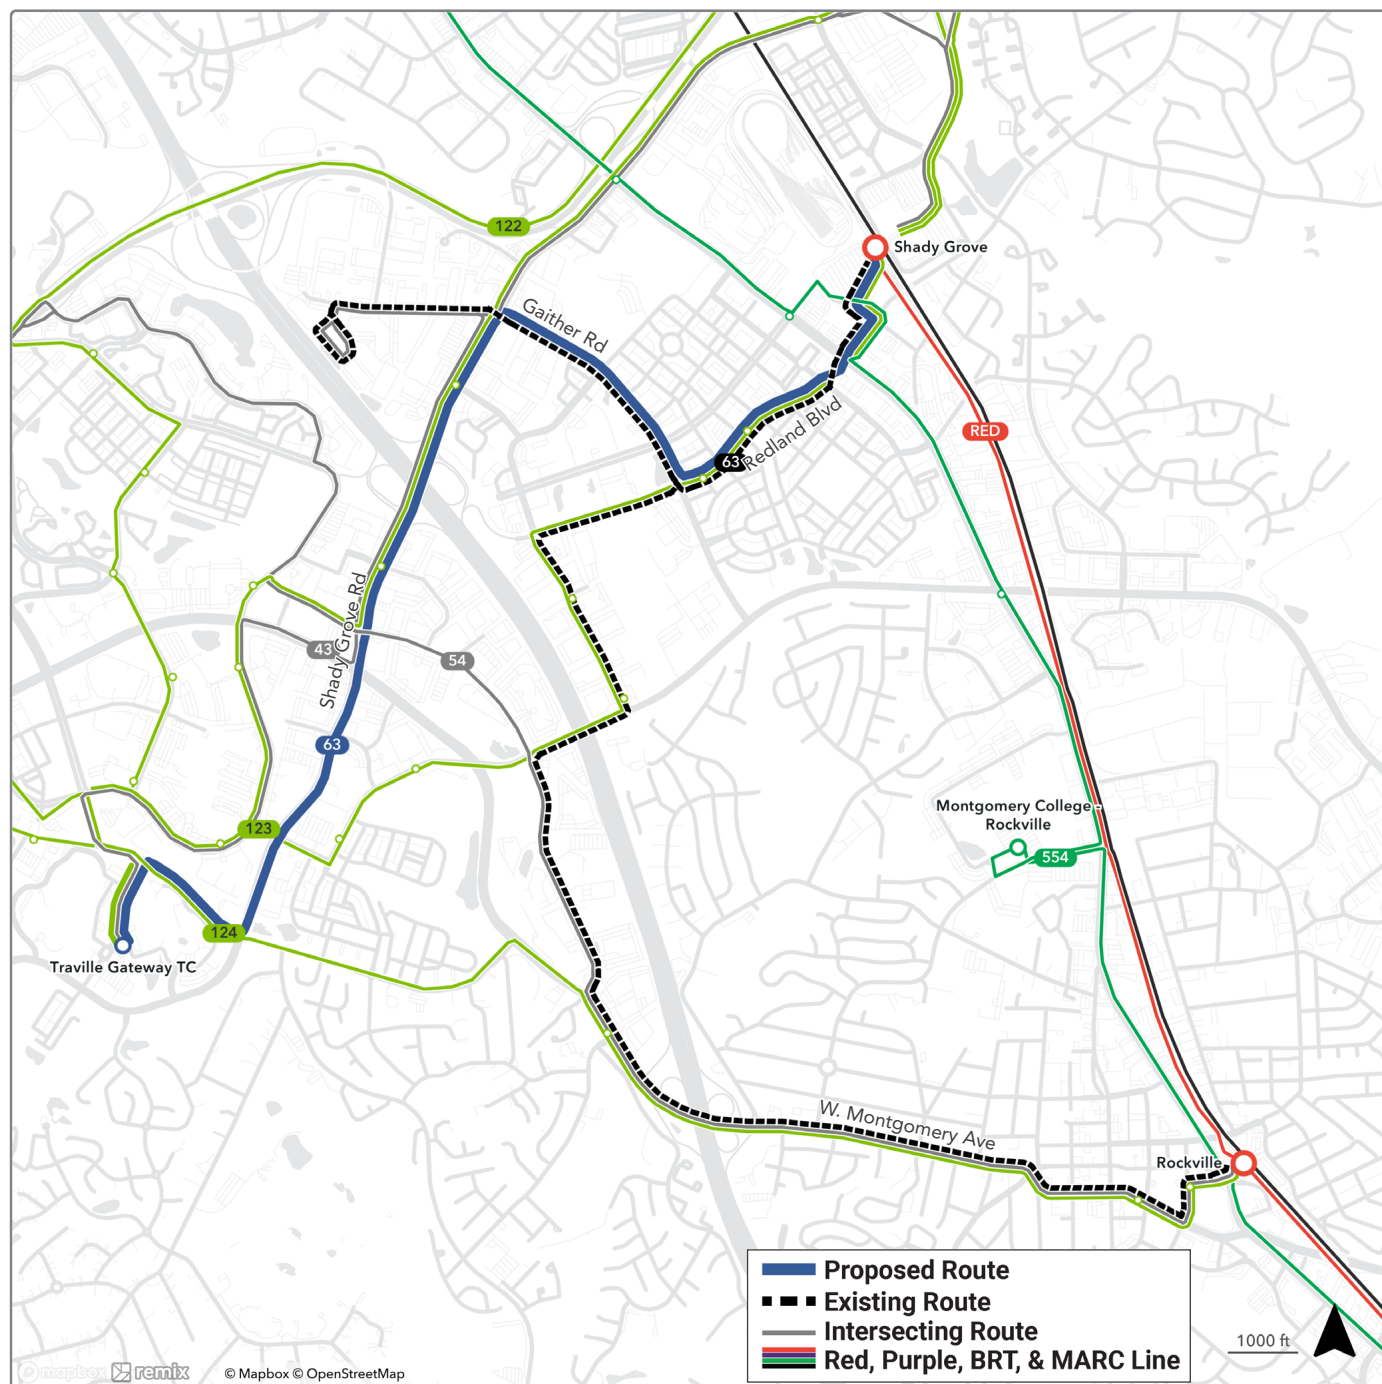 122
Shady Grove
Gaither Rd
RED
Redland Blvd
63
Shady Grove Rd
43
54
63
Montgomery College -
Rockville
554
123
124
Traville Gateway TC
W. Montgomery Ave
Rockville
Proposed Route
Existing Route
Intersecting Route
Red, Purple, BRT, & MARC Line
1000 ft
mapbox remix
© Mapbox © OpenStreetMap